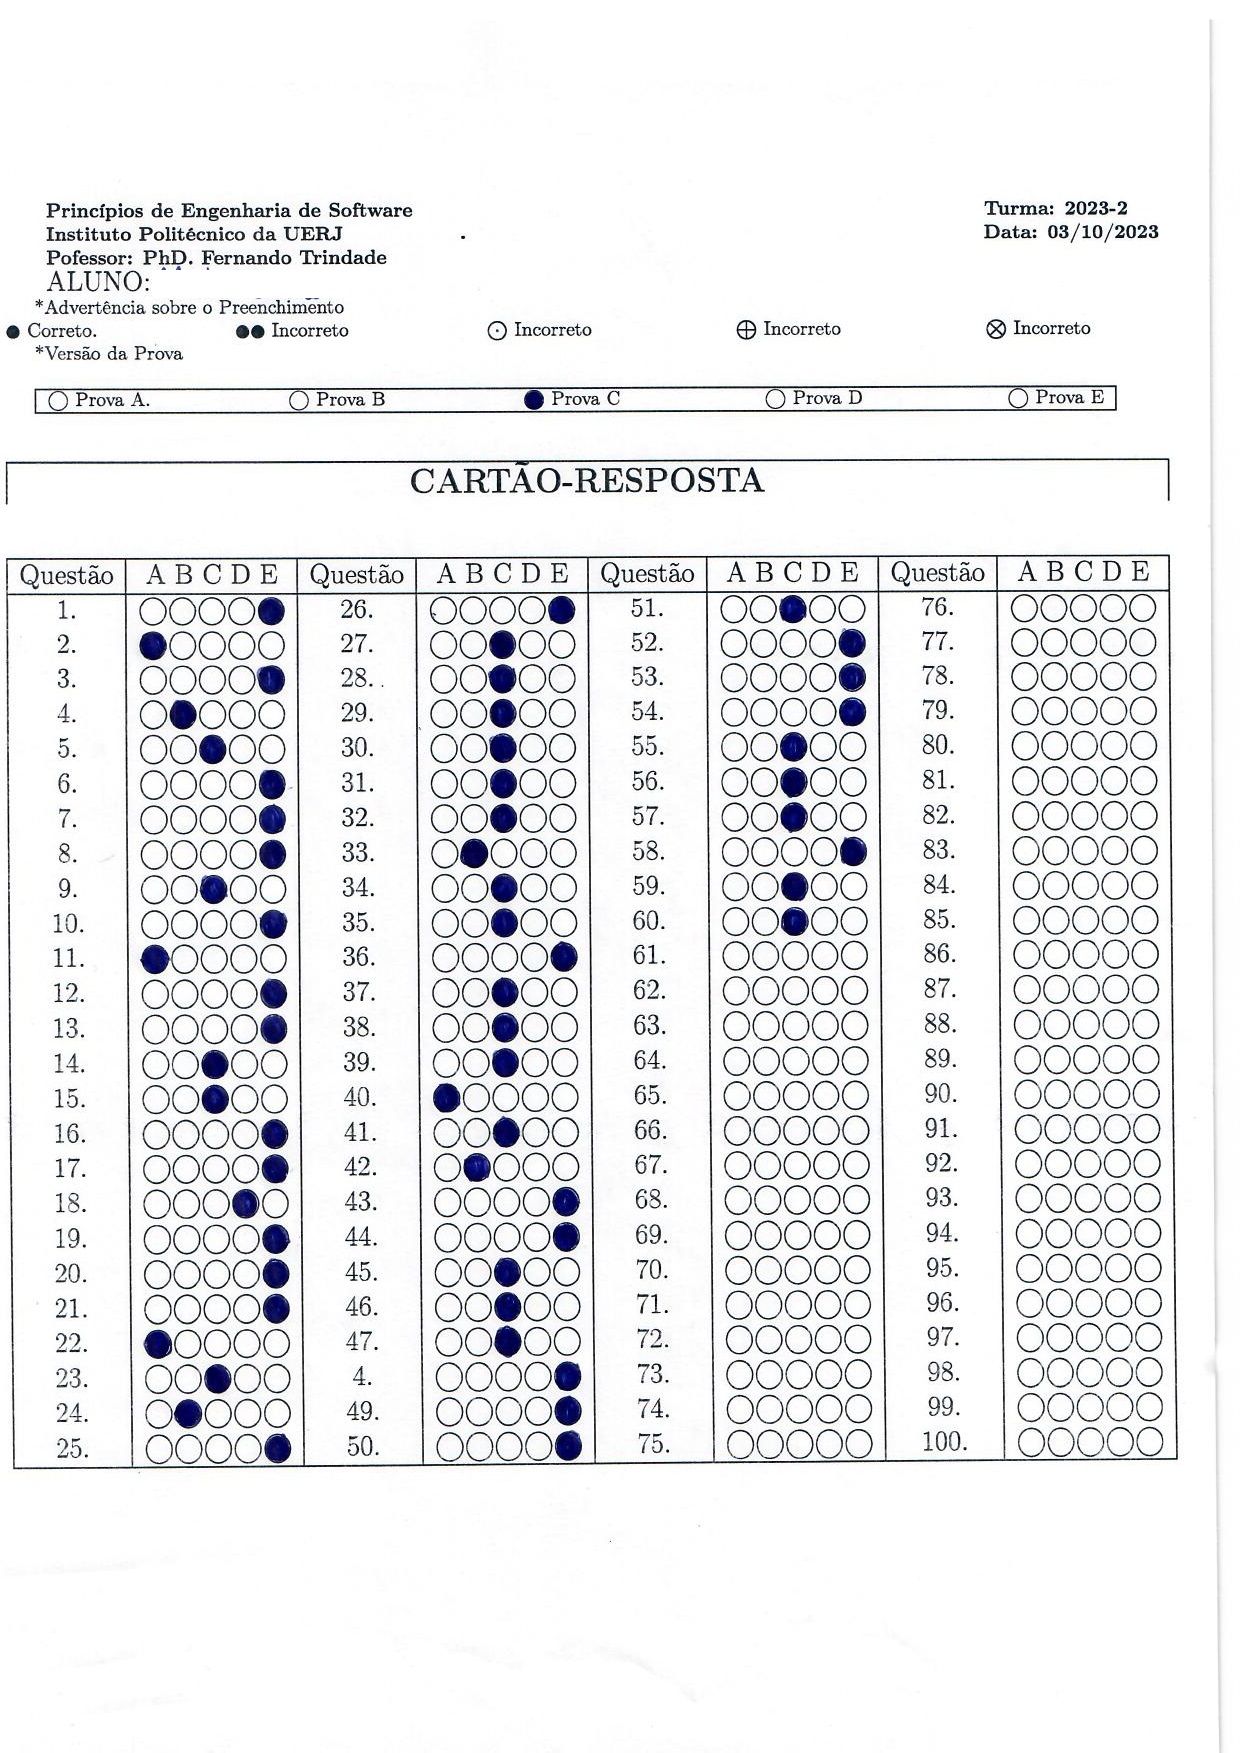 Princípios de Engenharia de Software
Turma: 2023-2
Instituto Politécnico da UERJ
Data: 03/10/2023
Pofessor: PhD. Fernando Trindade
ALUNO:
*Advertência sobre o Preenchimento
Correto.
Incorreto
Incorreto
Incorreto
Incorreto
*Versão da Prova
Prova A. Prova B Prova C Prova D Prova E
CARTÃO-RESPOSTA
Questão A B C D E Questão A B C D E Questão A B C D E Questão A B C D E
1. 26. 51. 76.
2. 27. 52. 77.
3. 28. 53. 78.
4. 29. 54. 79.
5. 30. 55. 80.
6. 31. 56. 81.
7. 32. 57. 82.
8. 33. 58. 83.
9. 34. 59. 84.
10. 35. 60. 85.
11. 36. 61. 86.
12. 37. 62. 87.
13. 38. 63. 88.
14. 39. 64. 89.
15. 40. 65. 90.
16. 41. 66. 91.
17. 42. 67. 92.
18. 43. 68. 93.
19. 44. 69. 94.
20. 45. 70. 95.
21. 46. 71. 96.
22. 47. 72. 97.
23. 4. 73. 98.
24. 49. 74. 99.
25. 50. 75. 100.